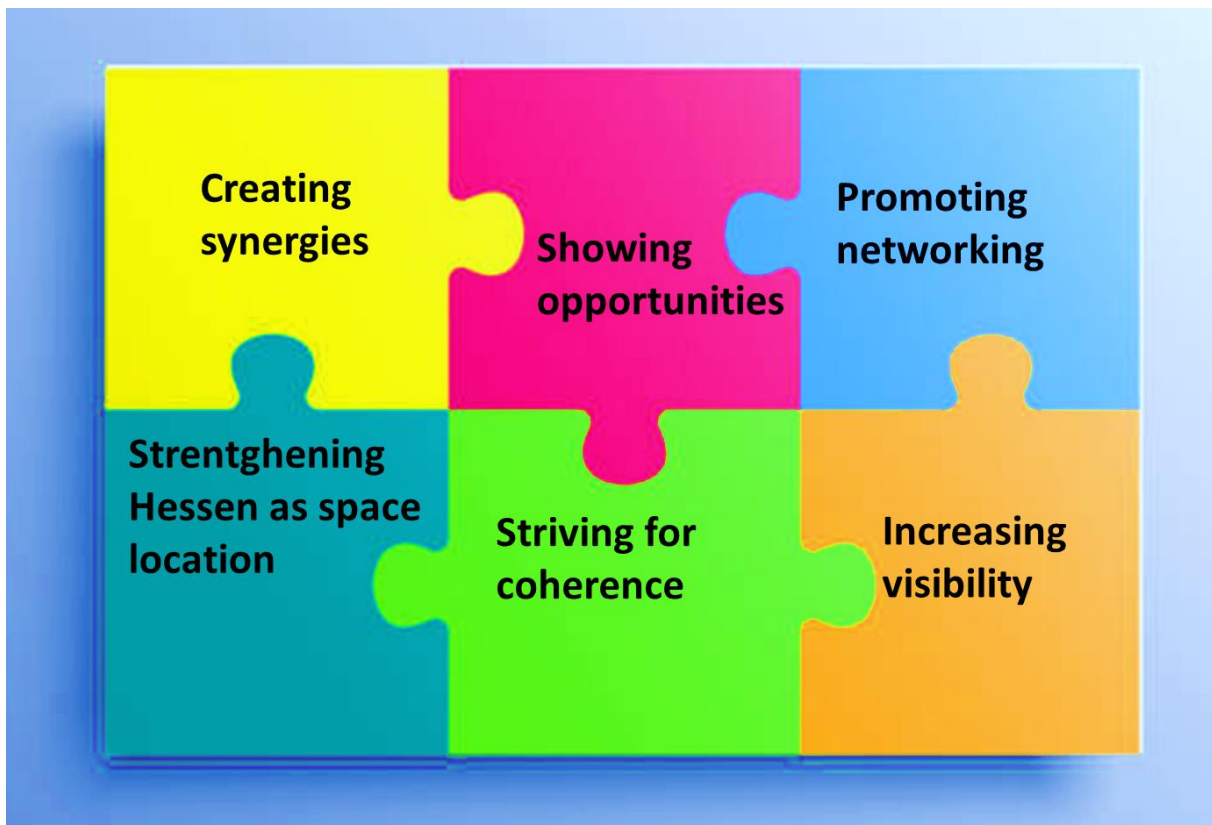 Creating
synergies
Showing
opportunities
Promoting
networking
Strentghening
Hessen as space
location
Striving for
coherence
Increasing
visibility